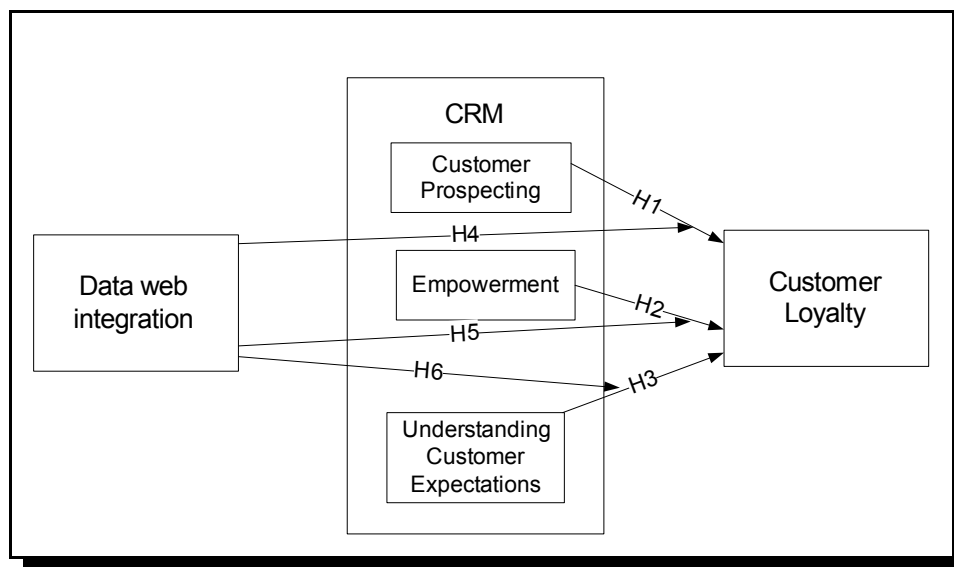 CRM
Customer
Prospecting
H1
H4
Data web
integration
Empowerment
H2
Customer
Loyalty
H5
H6
H3
Understanding
Customer
Expectations